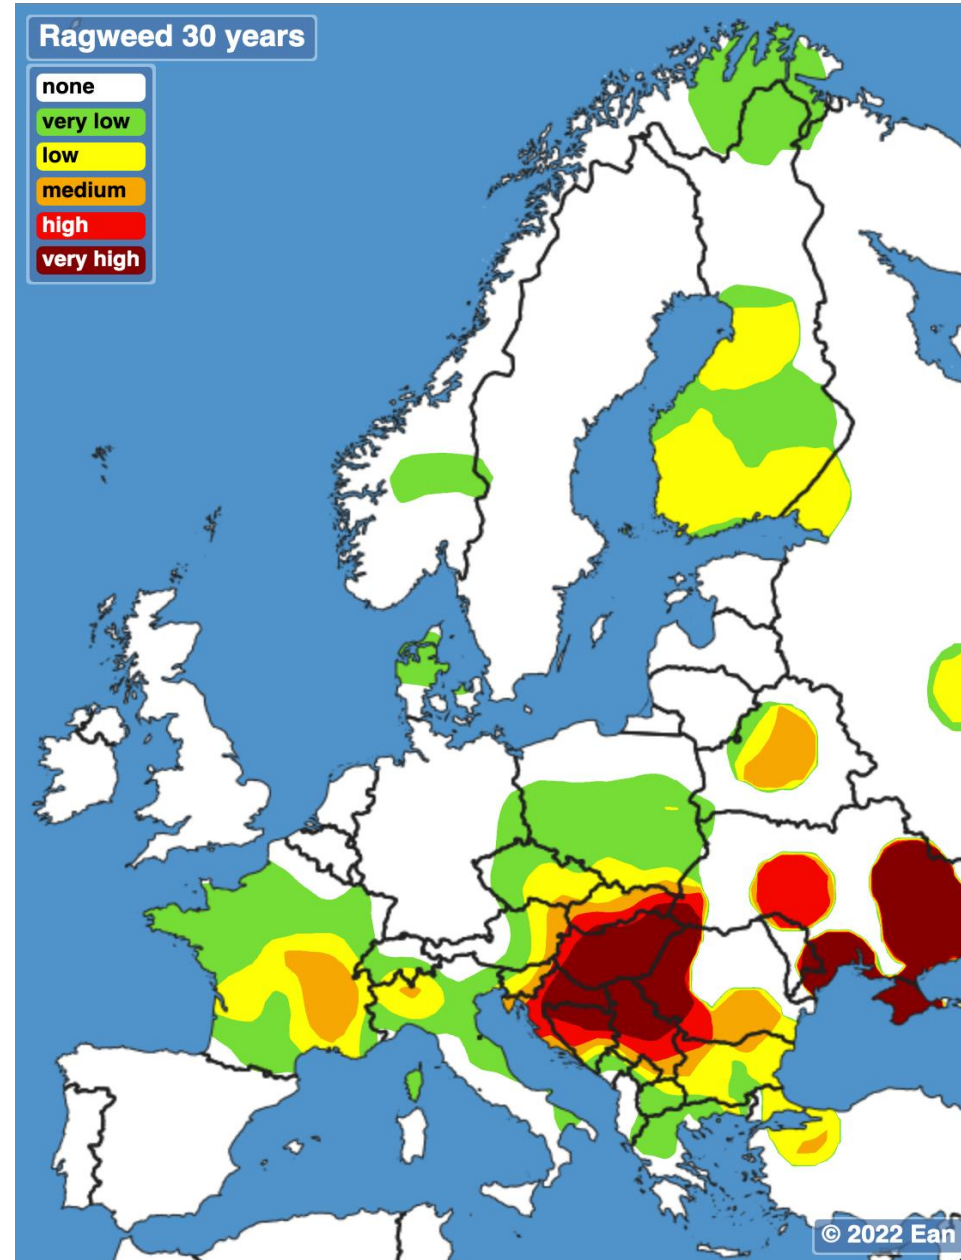 Ragweed 30 years
none
very low
low
medium
high
very high
© 2022 Ean